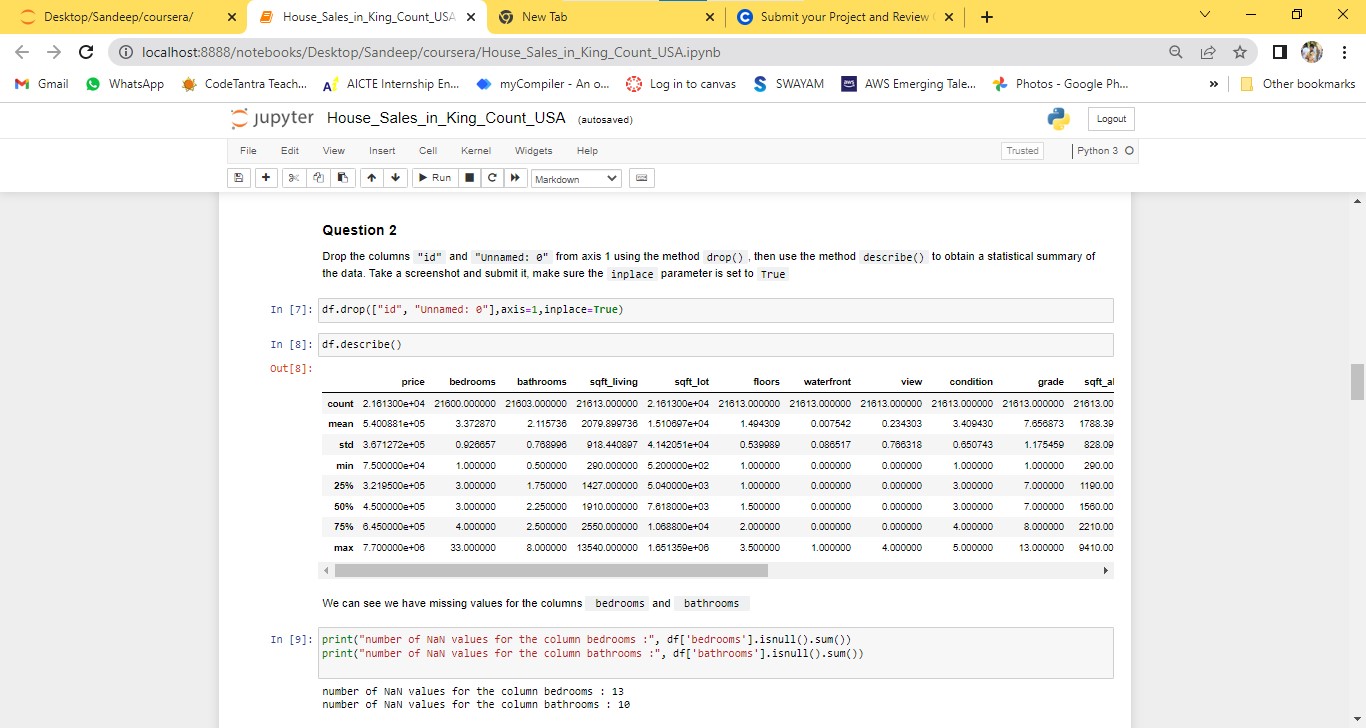 Desktop/Sandeep/coursera/
House_Sales_in_King_Count_USA
New Tab
Submit your Project and Review
localhost:8888/notebooks/Desktop/Sandeep/coursera/House_Sales_in_King_Count_USA.ipynb
Gmail WhatsApp CodeTantra Teach... AICTE Internship En... myCompiler - An o... Log in to canvas SWAYAM AWS Emerging Tale... Photos - Google Ph... » Other bookmarks
jupyter House_Sales_in_King_Count_USA (autosaved) Logout
File Edit View Insert Cell Kernel Widgets Help Trusted Python 3
Run Markdown
Question 2
Drop the columns "id" and "Unnamed: 0" from axis 1 using the method drop() , then use the method describe() to obtain a statistical summary of
the data. Take a screenshot and submit it, make sure the inplace parameter is set to True
In [7]: df.drop(["id", "Unnamed: 0"],axis=1,inplace=True)
In [8]: df.describe()
Out[8]:
price bedrooms bathrooms sqft_living sqft_lot floors waterfront view condition grade sqft_al
count 2.161300e+04 21600.000000 21603.000000 21613.000000 2.161300e+04 21613.000000 21613.000000 21613.000000 21613.000000 21613.000000 21613.00
mean 5.400881e+05 3.372870 2.115736 2079.899736 1.510697e+04 1.494309 0.007542 0.234303 3.409430 7.656873 1788.39
std 3.671272e+05 0.926657 0.768996 918.440897 4.142051e+04 0.539989 0.086517 0.766318 0.650743 1.175459 828.09
min 7.500000e+04 1.000000 0.500000 290.000000 5.200000e+02 1.000000 0.000000 0.000000 1.000000 1.000000 290.00
25% 3.219500e+05 3.000000 1.750000 1427.000000 5.040000e+03 1.000000 0.000000 0.000000 3.000000 7.000000 1190.00
50% 4.500000e+05 3.000000 2.250000 1910.000000 7.618000e+03 1.500000 0.000000 0.000000 3.000000 7.000000 1560.00
75% 6.450000e+05 4.000000 2.500000 2550.000000 1.068800e+04 2.000000 0.000000 0.000000 4.000000 8.000000 2210.00
max 7.700000e+06 33.000000 8.000000 13540.000000 1.651359e+06 3.500000 1.000000 4.000000 5.000000 13.000000 9410.00
We can see we have missing values for the columns bedrooms and bathrooms
In [9]: print("number of NaN values for the column bedrooms :", df['bedrooms'].isnull().sum())
print("number of NaN values for the column bathrooms :", df['bathrooms'].isnull().sum())
number of NaN values for the column bedrooms : 13
number of NaN values for the column bathrooms : 10